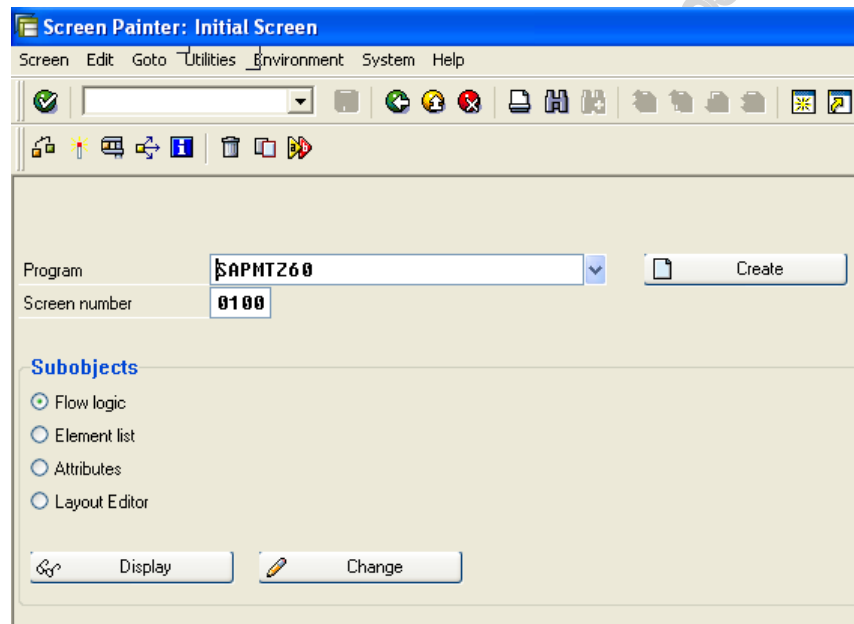 Screen Painter: Initial Screen
Screen Edit Goto Utilities Environment System Help
Program SAPMTZ60 Create
Screen number 0100
Subobjects
Flow logic
Element list
Attributes
Layout Editor
Display Change